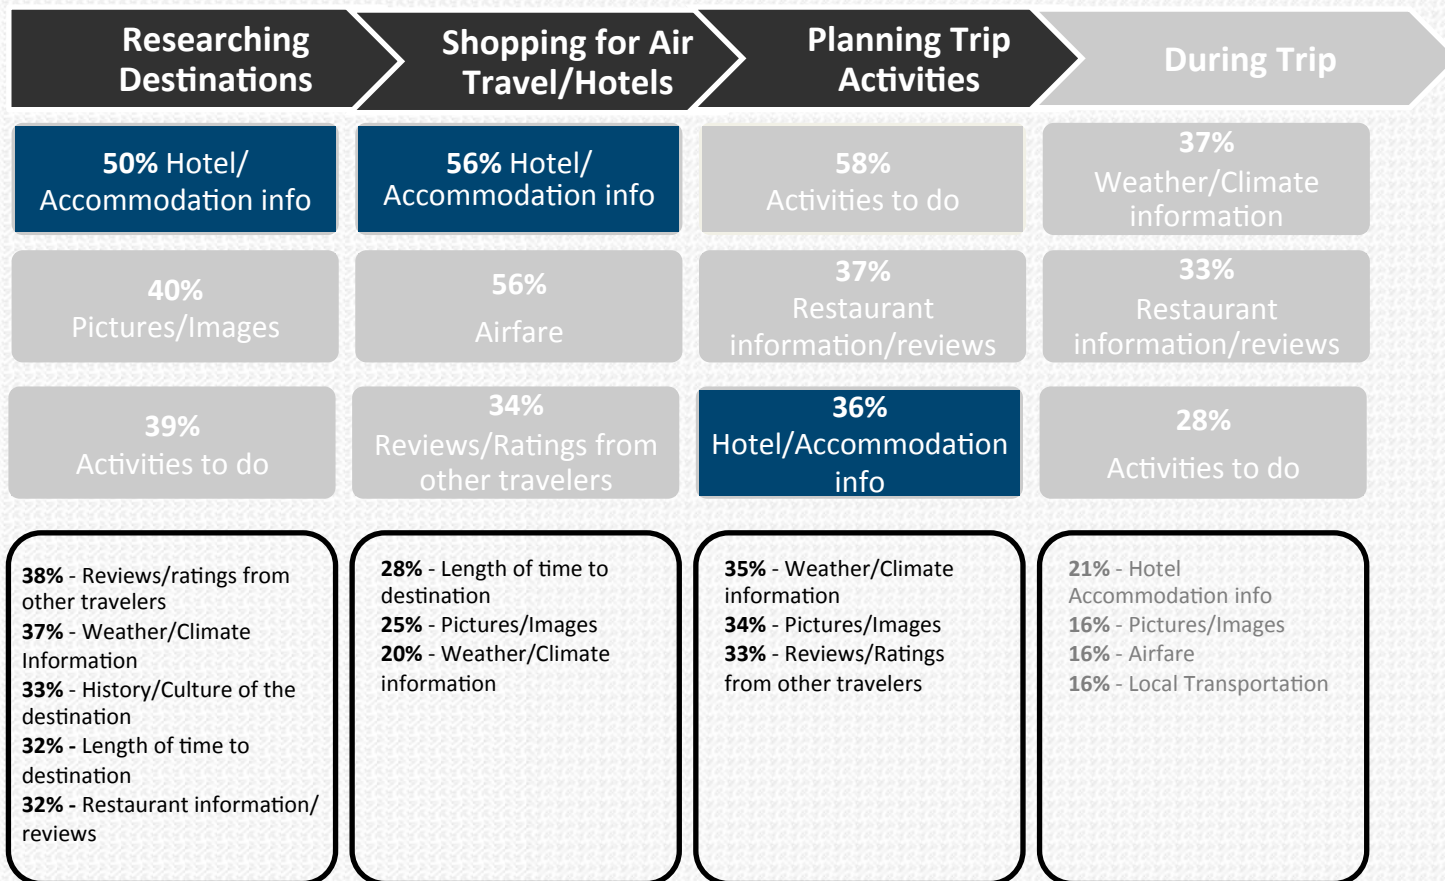 Researching
Destinations
Shopping for Air
Travel/Hotels
Planning Trip
Activities
During Trip
50% Hotel/
Accommodation info
56% Hotel/
Accommodation info
58%
Activities to do
37%
Weather/Climate
information
40%
Pictures/Images
56%
Airfare
37%
Restaurant
information/reviews
33%
Restaurant
information/reviews
39%
Activities to do
34%
Reviews/Ratings from
other travelers
36%
Hotel/Accommodation
info
28%
Activities to do
38% - Reviews/ratings from
other travelers
37% - Weather/Climate
Information
33% - History/Culture of the
destination
32% - Length of time to
destination
32% - Restaurant information/
reviews
28% - Length of time to
destination
25% - Pictures/Images
20% - Weather/Climate
information
35% - Weather/Climate
information
34% - Pictures/Images
33% - Reviews/Ratings
from other travelers
21% - Hotel
Accommodation info
16% - Pictures/Images
16% - Airfare
16% - Local Transportation